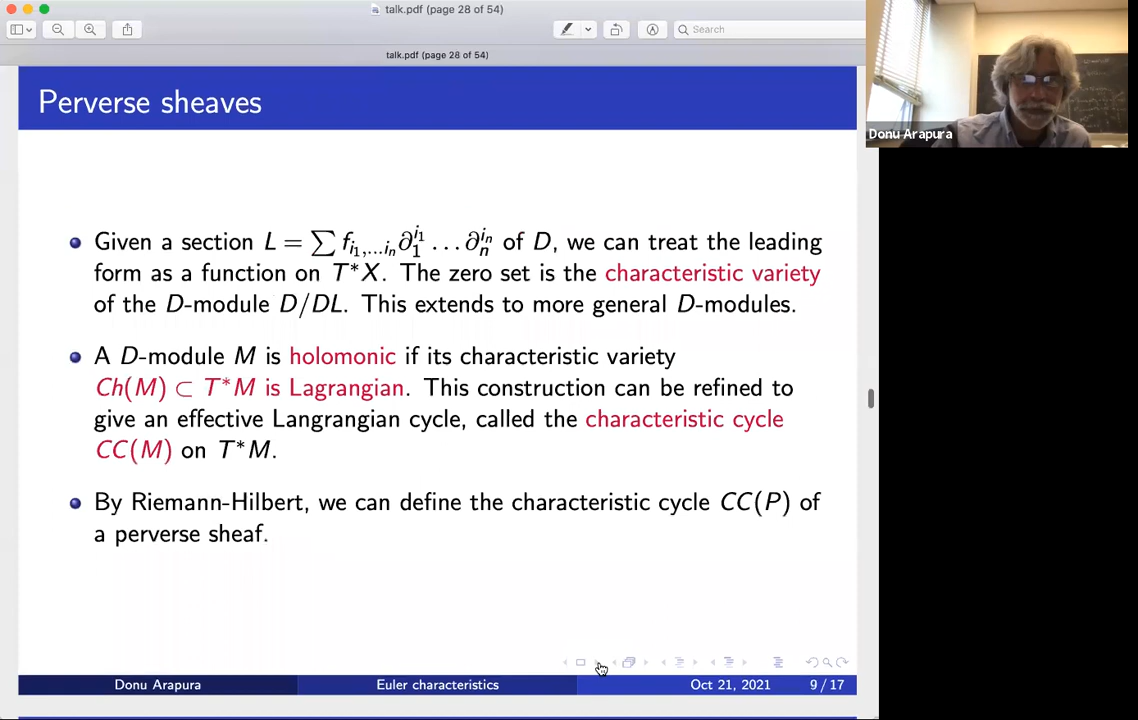 talk.pdf (page 28 of 54)
Search
talk.pdf (page 28 of 54)
Donu Arapura
Perverse sheaves
Given a section L = ∑ f_{i_1,...i_n} ∂_1^{i_1} ... ∂_n^{i_n} of D, we can treat the leading
form as a function on T*X. The zero set is the characteristic variety
of the D-module D/DL. This extends to more general D-modules.
A D-module M is holomonic if its characteristic variety
Ch(M) ⊂ T*M is Lagrangian. This construction can be refined to
give an effective Langrangian cycle, called the characteristic cycle
CC(M) on T*M.
By Riemann-Hilbert, we can define the characteristic cycle CC(P) of
a perverse sheaf.
Donu Arapura Euler characteristics Oct 21, 2021 9 / 17